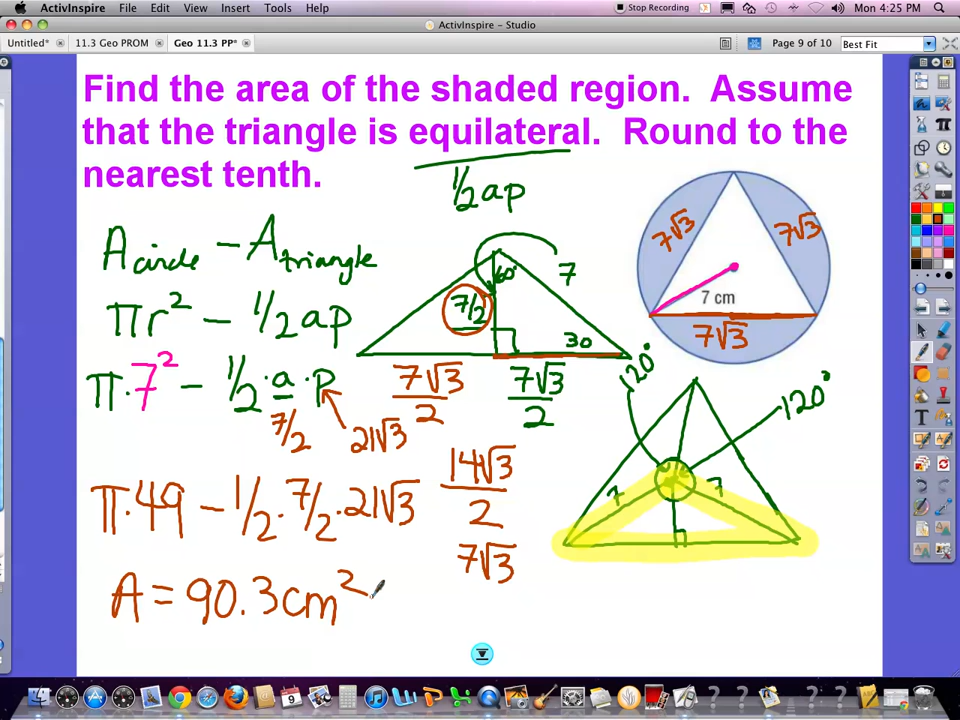 ActivInspire File Edit View Insert Tools Help
Stop Recording
Mon 4:25 PM
ActivInspire - Studio
Untitled* 11.3 Geo PROM Geo 11.3 PP*
Page 9 of 10 Best Fit
Find the area of the shaded region. Assume
that the triangle is equilateral. Round to the
nearest tenth.
1/2 ap
A circle - A triangle
πr² - 1/2 ap
π·7² - 1/2·a·p
7/2
21√3
π·49 - 1/2·7/2·21√3
A = 90.3cm²
60°
7
7/2
30
7√3/2
7√3/2
14√3/2
7√3
7√3
7√3
7 cm
7√3
120°
120°
7
7